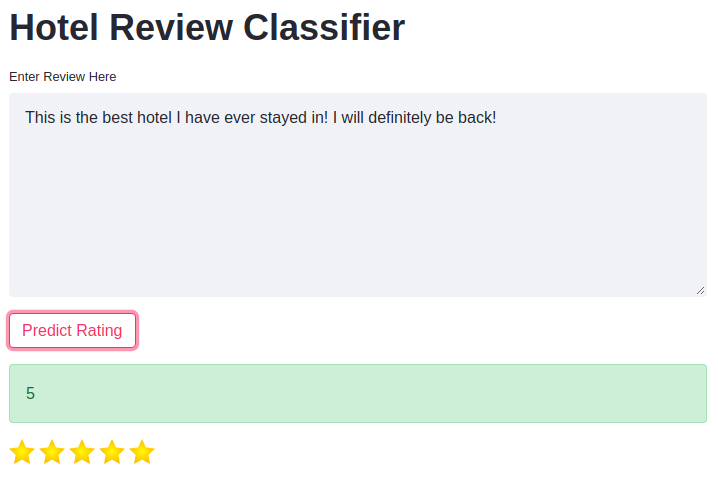 Hotel Review Classifier
Enter Review Here
This is the best hotel I have ever stayed in! I will definitely be back!
Predict Rating
5